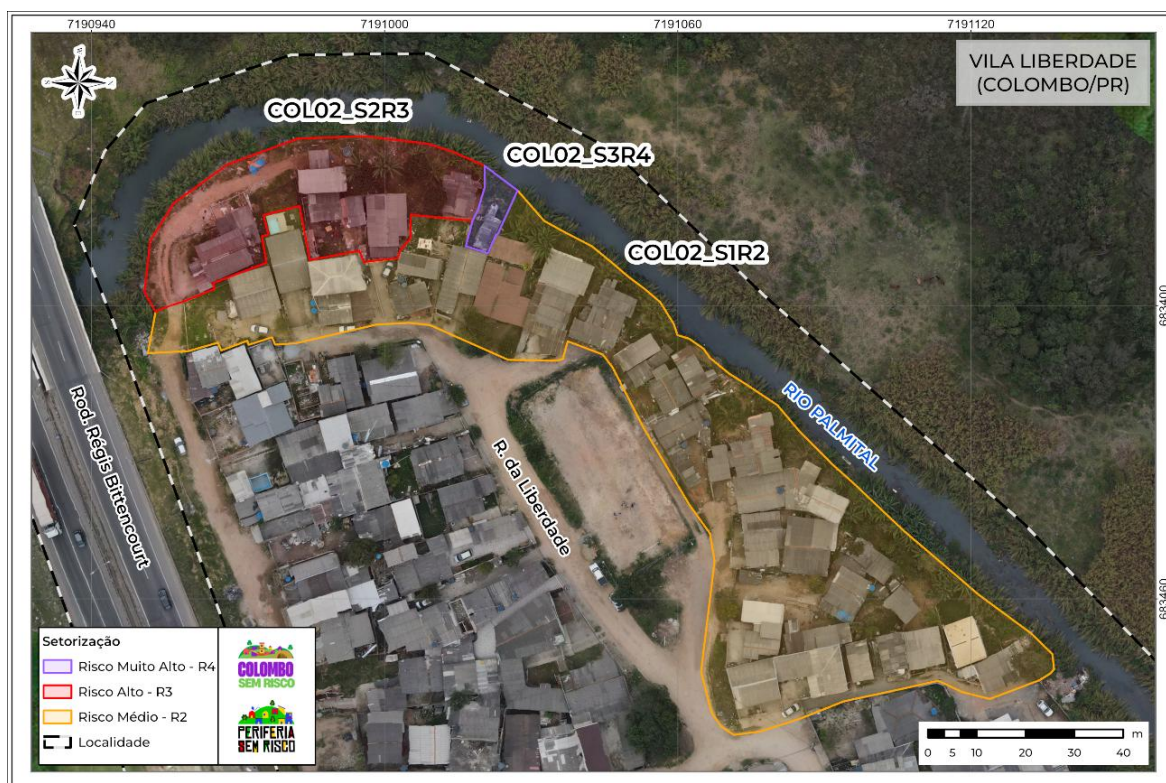 7190940
7191000
7191060
7191120
VILA LIBERDADE
(COLOMBO/PR)
COL02_S2R3
COL02_S3R4
COL02_S1R2
683400
RIO PALMITAL
Rod. Régis Bittencourt
R. da Liberdade
683460
Setorização
Risco Muito Alto - R4
Risco Alto - R3
Risco Médio - R2
Localidade
COLOMBO
SEM RISCO
PERIFERIA
SEM RISCO
m
0 5 10 20 30 40